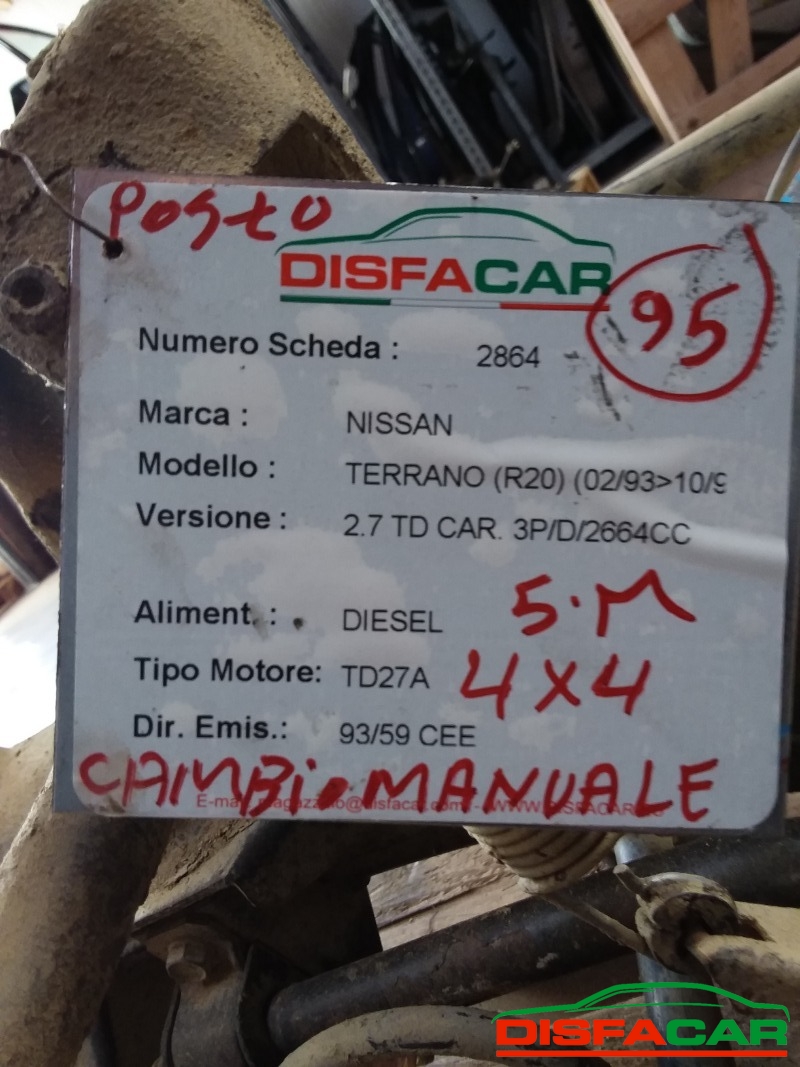 Posto
DISFACAR
95
Numero Scheda : 2864
Marca : NISSAN
Modello : TERRANO (R20) (02/93>10/9
Versione : 2.7 TD CAR. 3P/D/2664CC
Aliment. : DIESEL 5.M
Tipo Motore: TD27A 4x4
Dir. Emis.: 93/59 CEE
CAMBIO MANUALE
DISFACAR